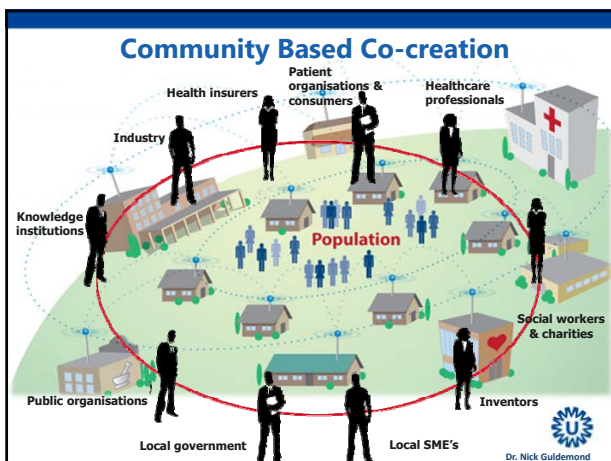 Community Based Co-creation
Patient
organisations &
consumers
Healthcare
professionals
Health insurers
Industry
Knowledge
institutions
Population
Social workers
& charities
Public organisations
Inventors
Local government
Local SME's
U
Dr. Nick Guldemond